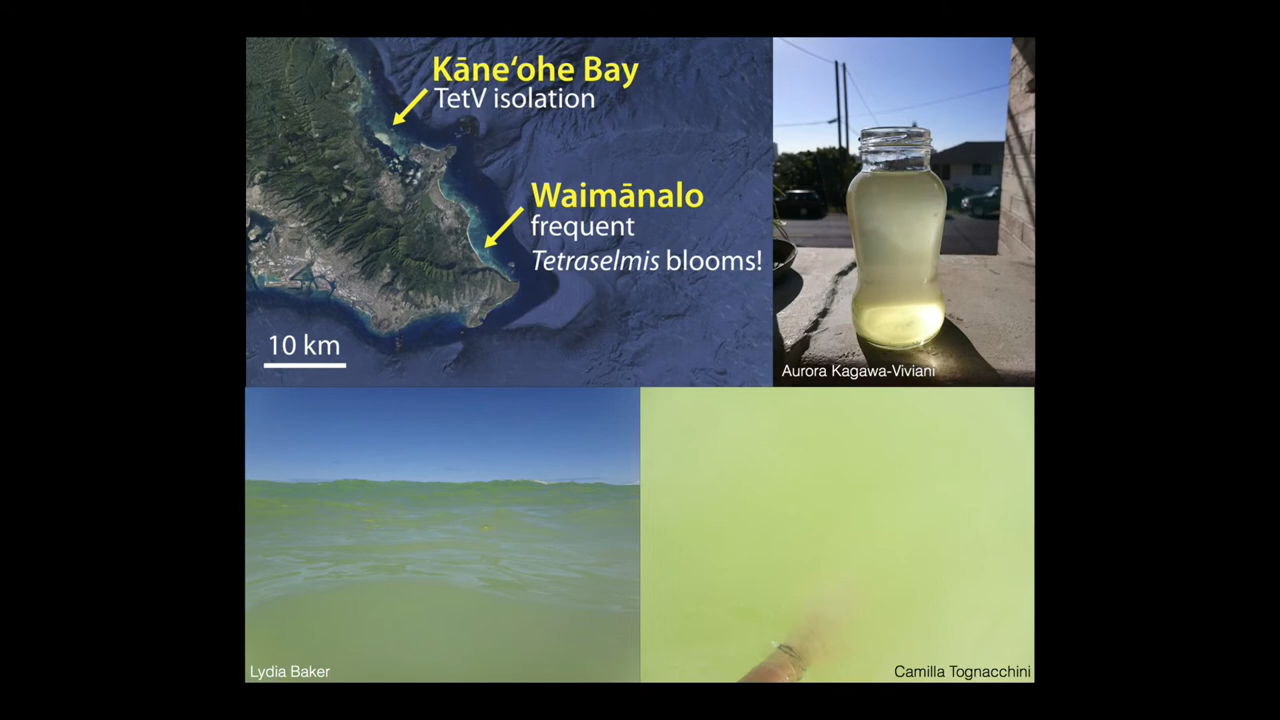 Kāneʻohe Bay
TetV isolation
Waimānalo
frequent
Tetraselmis blooms!
10 km
Aurora Kagawa-Viviani
Lydia Baker
Camilla Tognacchini